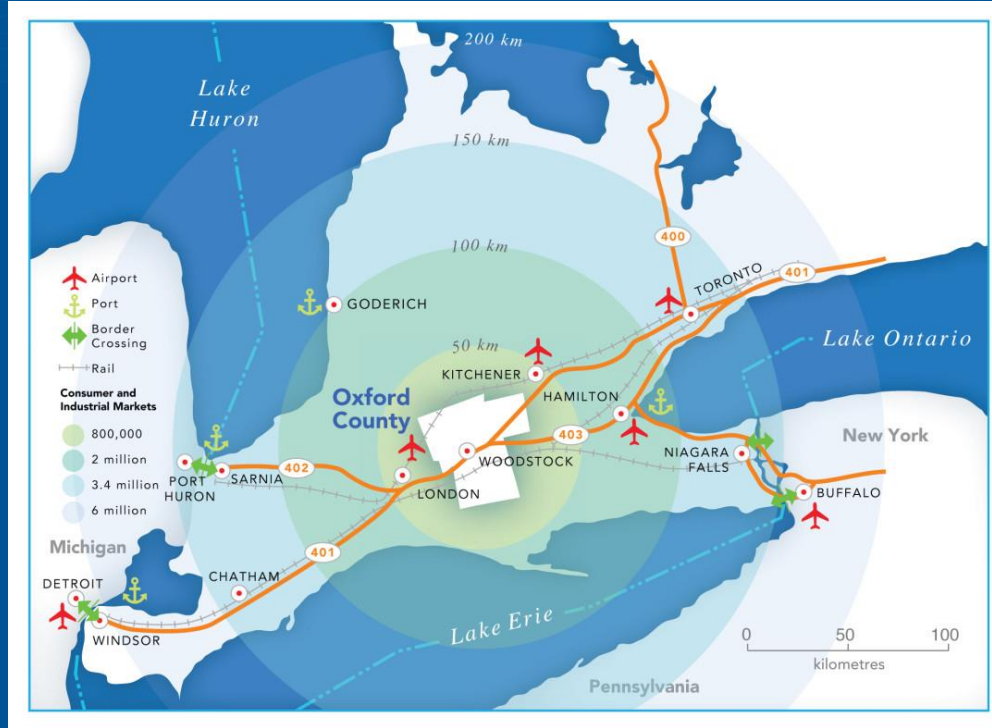 200 km
Lake
Huron
150 km
400
100 km
TORONTO
401
Airport
Port
Border
Crossing
Rail
GODERICH
Lake Ontario
50 km
KITCHENER
Consumer and
Industrial Markets
800,000
2 million
3.4 million
6 million
Oxford
County
HAMILTON
403
New York
WOODSTOCK
NIAGARA
FALLS
402
PORT
HURON
SARNIA
LONDON
BUFFALO
Michigan
401
DETROIT
CHATHAM
WINDSOR
Lake Erie
0 50 100
kilometres
Pennsylvania